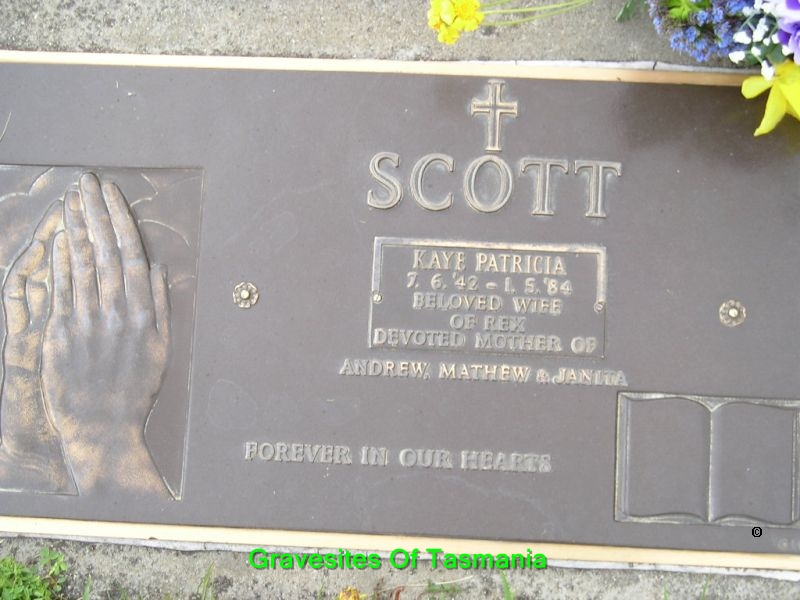 SCOTT
KAYE PATRICIA
7. 6. '42 - 1. 5. '84
BELOVED WIFE
OF REX
DEVOTED MOTHER OF
ANDREW, MATHEW & JANITA
FOREVER IN OUR HEARTS
©
Gravesites Of Tasmania